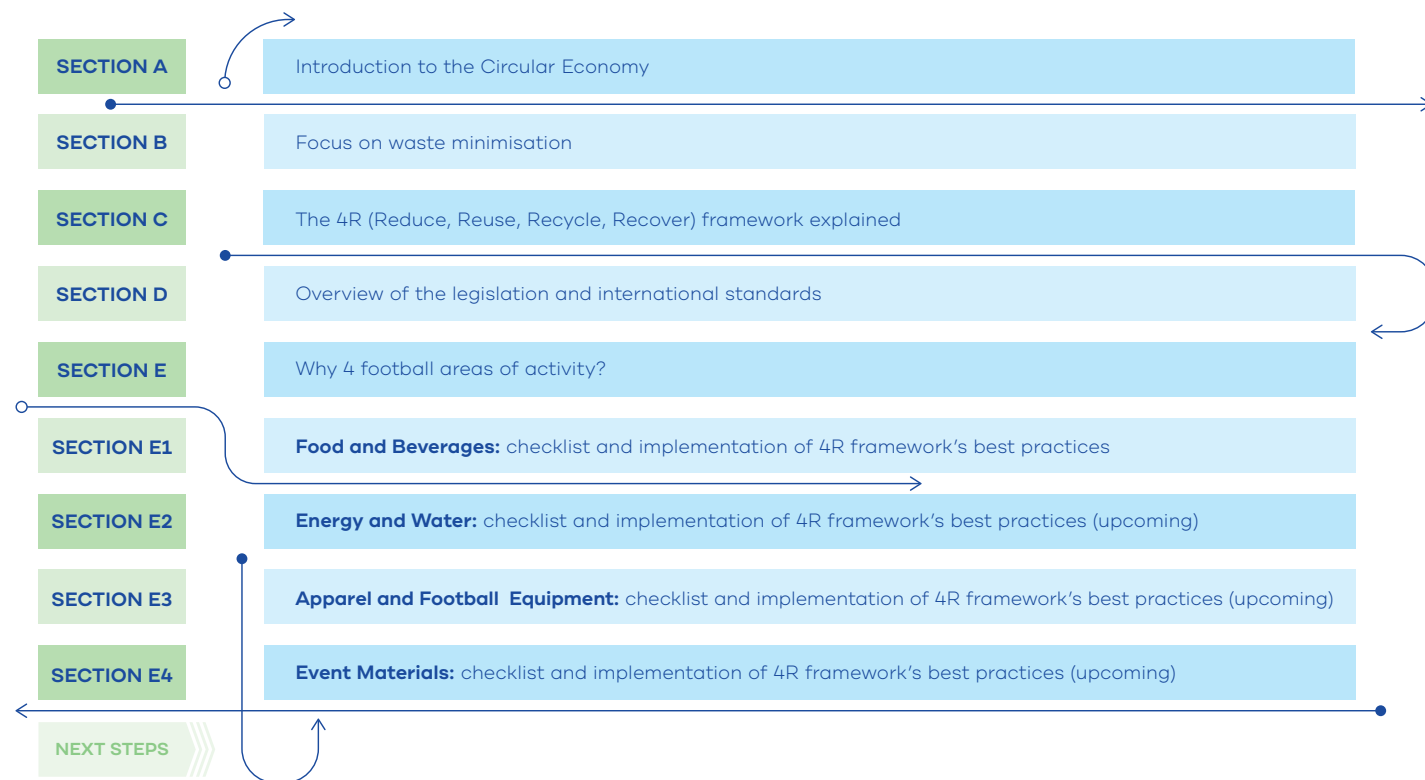 SECTION A
Introduction to the Circular Economy
SECTION B
Focus on waste minimisation
SECTION C
The 4R (Reduce, Reuse, Recycle, Recover) framework explained
SECTION D
Overview of the legislation and international standards
SECTION E
Why 4 football areas of activity?
SECTION E1
Food and Beverages: checklist and implementation of 4R framework’s best practices
SECTION E2
Energy and Water: checklist and implementation of 4R framework’s best practices (upcoming)
SECTION E3
Apparel and Football Equipment: checklist and implementation of 4R framework’s best practices (upcoming)
SECTION E4
Event Materials: checklist and implementation of 4R framework’s best practices (upcoming)
NEXT STEPS